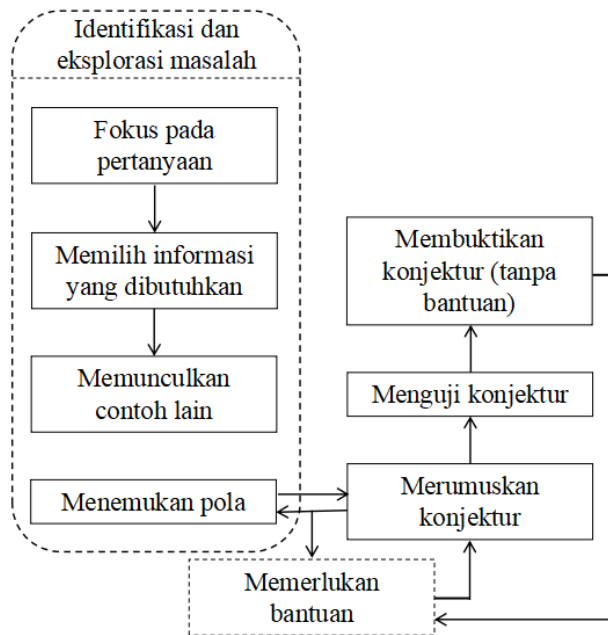 Identifikasi dan
eksplorasi masalah
Fokus pada
pertanyaan
Memilih informasi
yang dibutuhkan
Memunculkan
contoh lain
Menemukan pola
Membuktikan
konjektur (tanpa
bantuan)
Menguji konjektur
Merumuskan
konjektur
Memerlukan
bantuan